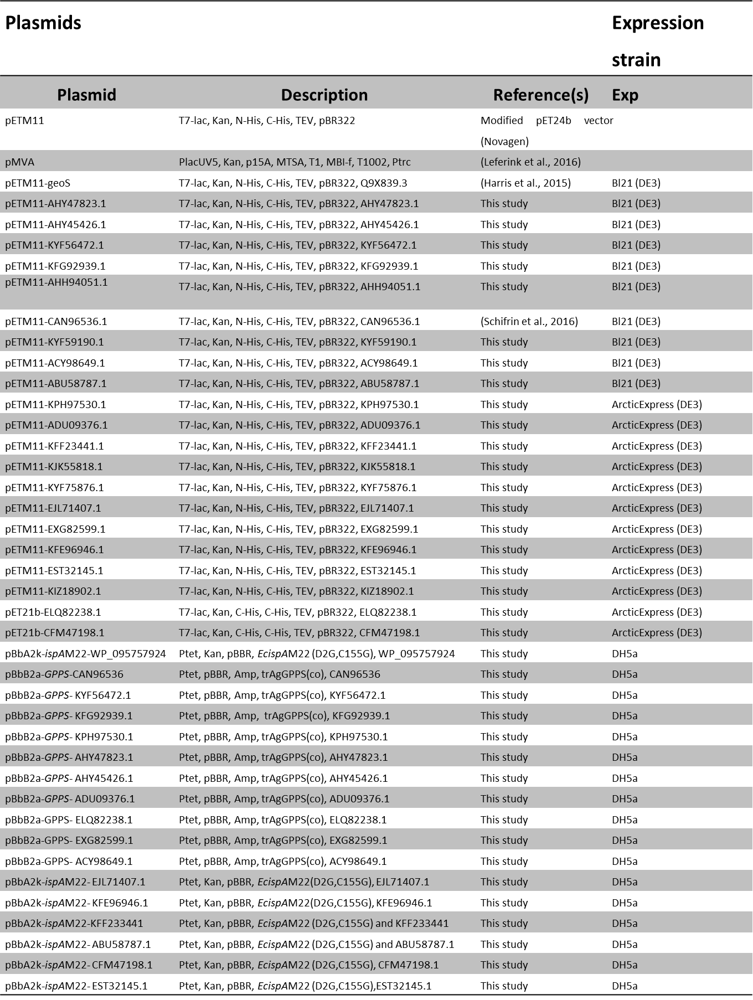 Plasmids Expression
strain
Plasmid Description Reference(s) Exp
pETM11 T7-lac, Kan, N-His, C-His, TEV, pBR322 Modified pET24b vector
(Novagen)
pMVA PlacUV5, Kan, p15A, MTSA, T1, MBI-f, T1002, Ptrc (Leferink et al., 2016)
pETM11-geoS T7-lac, Kan, N-His, C-His, TEV, pBR322, Q9X839.3 (Harris et al., 2015) Bl21 (DE3)
pETM11-AHY47823.1 T7-lac, Kan, N-His, C-His, TEV, pBR322, AHY47823.1 This study Bl21 (DE3)
pETM11-AHY45426.1 T7-lac, Kan, N-His, C-His, TEV, pBR322, AHY45426.1 This study Bl21 (DE3)
pETM11-KYF56472.1 T7-lac, Kan, N-His, C-His, TEV, pBR322, KYF56472.1 This study Bl21 (DE3)
pETM11-KFG92939.1 T7-lac, Kan, N-His, C-His, TEV, pBR322, KFG92939.1 This study Bl21 (DE3)
pETM11-AHH94051.1 T7-lac, Kan, N-His, C-His, TEV, pBR322, AHH94051.1 This study Bl21 (DE3)
pETM11-CAN96536.1 T7-lac, Kan, N-His, C-His, TEV, pBR322, CAN96536.1 (Schifrin et al., 2016) Bl21 (DE3)
pETM11-KYF59190.1 T7-lac, Kan, N-His, C-His, TEV, pBR322, KYF59190.1 This study Bl21 (DE3)
pETM11-ACY98649.1 T7-lac, Kan, N-His, C-His, TEV, pBR322, ACY98649.1 This study Bl21 (DE3)
pETM11-ABU58787.1 T7-lac, Kan, N-His, C-His, TEV, pBR322, ABU58787.1 This study Bl21 (DE3)
pETM11-KPH97530.1 T7-lac, Kan, N-His, C-His, TEV, pBR322, KPH97530.1 This study ArcticExpress (DE3)
pETM11-ADU09376.1 T7-lac, Kan, N-His, C-His, TEV, pBR322, ADU09376.1 This study ArcticExpress (DE3)
pETM11-KFF23441.1 T7-lac, Kan, N-His, C-His, TEV, pBR322, KFF23441.1 This study ArcticExpress (DE3)
pETM11-KJK55818.1 T7-lac, Kan, N-His, C-His, TEV, pBR322, KJK55818.1 This study ArcticExpress (DE3)
pETM11-KYF75876.1 T7-lac, Kan, N-His, C-His, TEV, pBR322, KYF75876.1 This study ArcticExpress (DE3)
pETM11-EJL71407.1 T7-lac, Kan, N-His, C-His, TEV, pBR322, EJL71407.1 This study ArcticExpress (DE3)
pETM11-EXG82599.1 T7-lac, Kan, N-His, C-His, TEV, pBR322, EXG82599.1 This study ArcticExpress (DE3)
pETM11-KFE96946.1 T7-lac, Kan, N-His, C-His, TEV, pBR322, KFE96946.1 This study ArcticExpress (DE3)
pETM11-EST32145.1 T7-lac, Kan, N-His, C-His, TEV, pBR322, EST32145.1 This study ArcticExpress (DE3)
pETM11-KIZ18902.1 T7-lac, Kan, N-His, C-His, TEV, pBR322, KIZ18902.1 This study ArcticExpress (DE3)
pET21b-ELQ82238.1 T7-lac, Kan, C-His, C-His, TEV, pBR322, ELQ82238.1 This study ArcticExpress (DE3)
pET21b-CFM47198.1 T7-lac, Kan, C-His, C-His, TEV, pBR322, CFM47198.1 This study ArcticExpress (DE3)
pBbA2k-ispAM22-WP_095757924 Ptet, Kan, pBBR, EcispAM22 (D2G,C155G), WP_095757924 This study DH5a
pBbB2a-GPPS-CAN96536 Ptet, pBBR, Amp, trAgGPPS(co), CAN96536 This study DH5a
pBbB2a-GPPS- KYF56472.1 Ptet, pBBR, Amp, trAgGPPS(co), KYF56472.1 This study DH5a
pBbB2a-GPPS- KFG92939.1 Ptet, pBBR, Amp, trAgGPPS(co), KFG92939.1 This study DH5a
pBbB2a-GPPS- KPH97530.1 Ptet, pBBR, Amp, trAgGPPS(co), KPH97530.1 This study DH5a
pBbB2a-GPPS- AHY47823.1 Ptet, pBBR, Amp, trAgGPPS(co), AHY47823.1 This study DH5a
pBbB2a-GPPS- AHY45426.1 Ptet, pBBR, Amp, trAgGPPS(co), AHY45426.1 This study DH5a
pBbB2a-GPPS- ADU09376.1 Ptet, pBBR, Amp, trAgGPPS(co), ADU09376.1 This study DH5a
pBbB2a-GPPS- ELQ82238.1 Ptet, pBBR, Amp, trAgGPPS(co), ELQ82238.1 This study DH5a
pBbB2a-GPPS- EXG82599.1 Ptet, pBBR, Amp, trAgGPPS(co), EXG82599.1 This study DH5a
pBbB2a-GPPS- ACY98649.1 Ptet, pBBR, Amp, trAgGPPS(co), ACY98649.1 This study DH5a
pBbA2k-ispAM22- EJL71407.1 Ptet, Kan, pBBR, EcispAM22(D2G,C155G), EJL71407.1 This study DH5a
pBbA2k-ispAM22- KFE96946.1 Ptet, Kan, pBBR, EcispAM22(D2G,C155G), KFE96946.1 This study DH5a
pBbA2k-ispAM22-KFF233441 Ptet, Kan, pBBR, EcispAM22 (D2G,C155G) and KFF233441 This study DH5a
pBbA2k-ispAM22- ABU58787.1 Ptet, Kan, pBBR, EcispAM22 (D2G,C155G) and ABU58787.1 This study DH5a
pBbA2k-ispAM22- CFM47198.1 Ptet, Kan, pBBR, EcispAM22 (D2G,C155G), CFM47198.1 This study DH5a
pBbA2k-ispAM22- EST32145.1 Ptet, Kan, pBBR, EcispAM22 (D2G,C155G),EST32145.1 This study DH5a